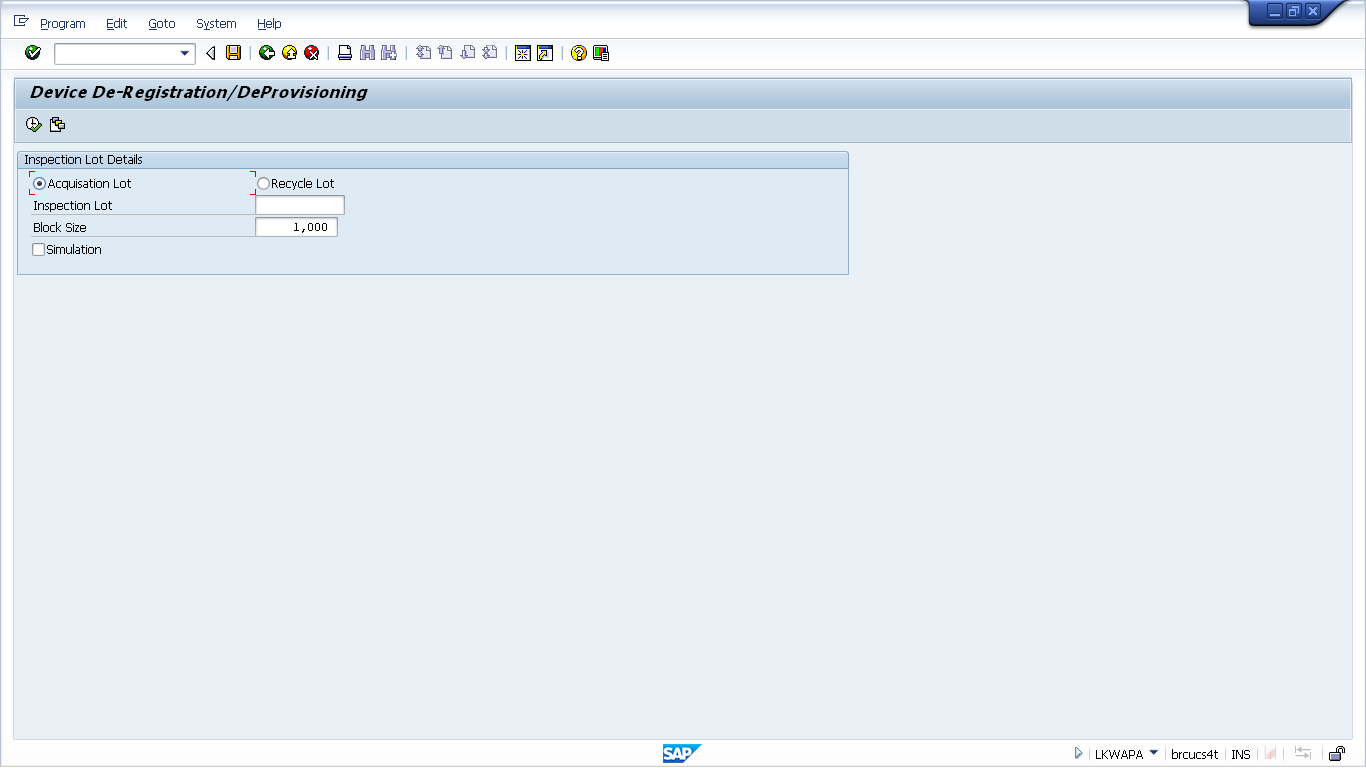 Program Edit Goto System Help
Device De-Registration/DeProvisioning
Inspection Lot Details
Acquisation Lot Recycle Lot
Inspection Lot
Block Size 1,000
Simulation
SAP LKWAPA brcucs4t INS